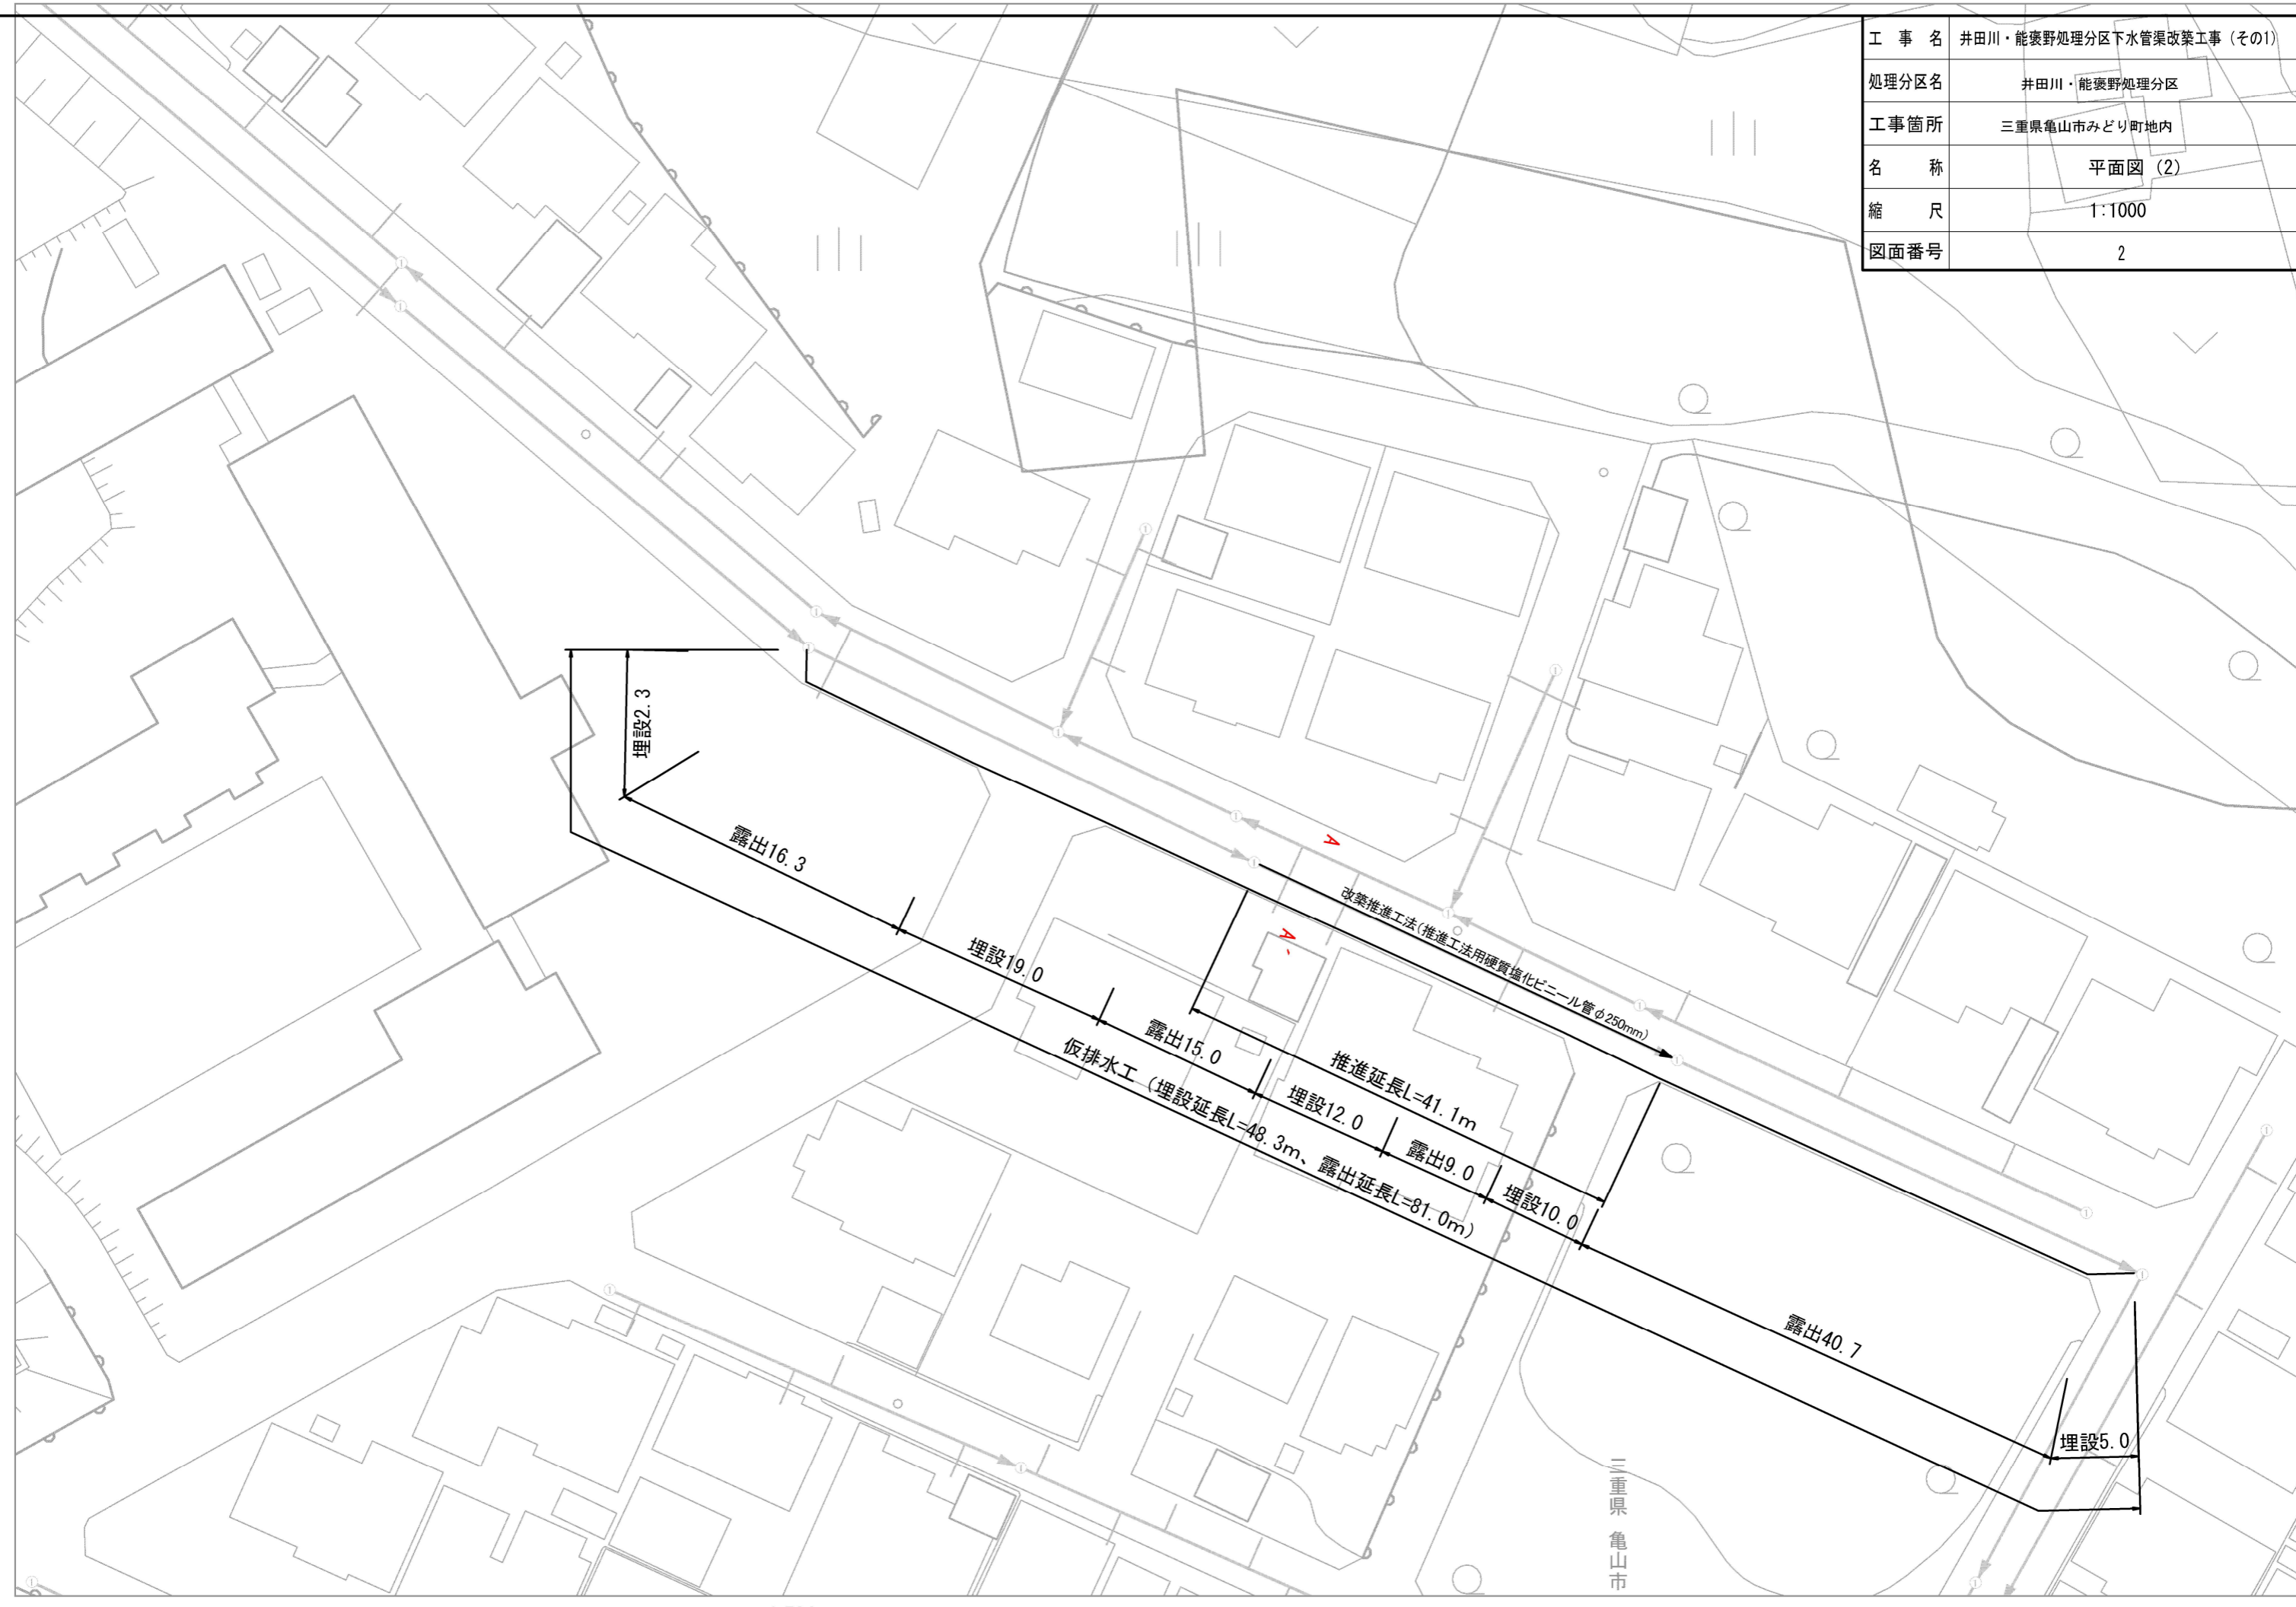 工事名 井田川・能褒野処理分区下水管渠改築工事（その1）
処理分区名 井田川・能褒野処理分区
工事箇所 三重県亀山市みどり町地内
名称 平面図（2）
縮尺 1:1000
図面番号 2
埋設2.3
露出16.3
埋設19.0
露出15.0
埋設12.0
露出9.0
埋設10.0
露出40.7
埋設5.0
A
A'
改築推進工法(推進工法用硬質塩化ビニール管φ250mm)
推進延長L=41.1m
仮排水工（埋設延長L=48.3m、露出延長L=81.0m）
三重県 亀山市